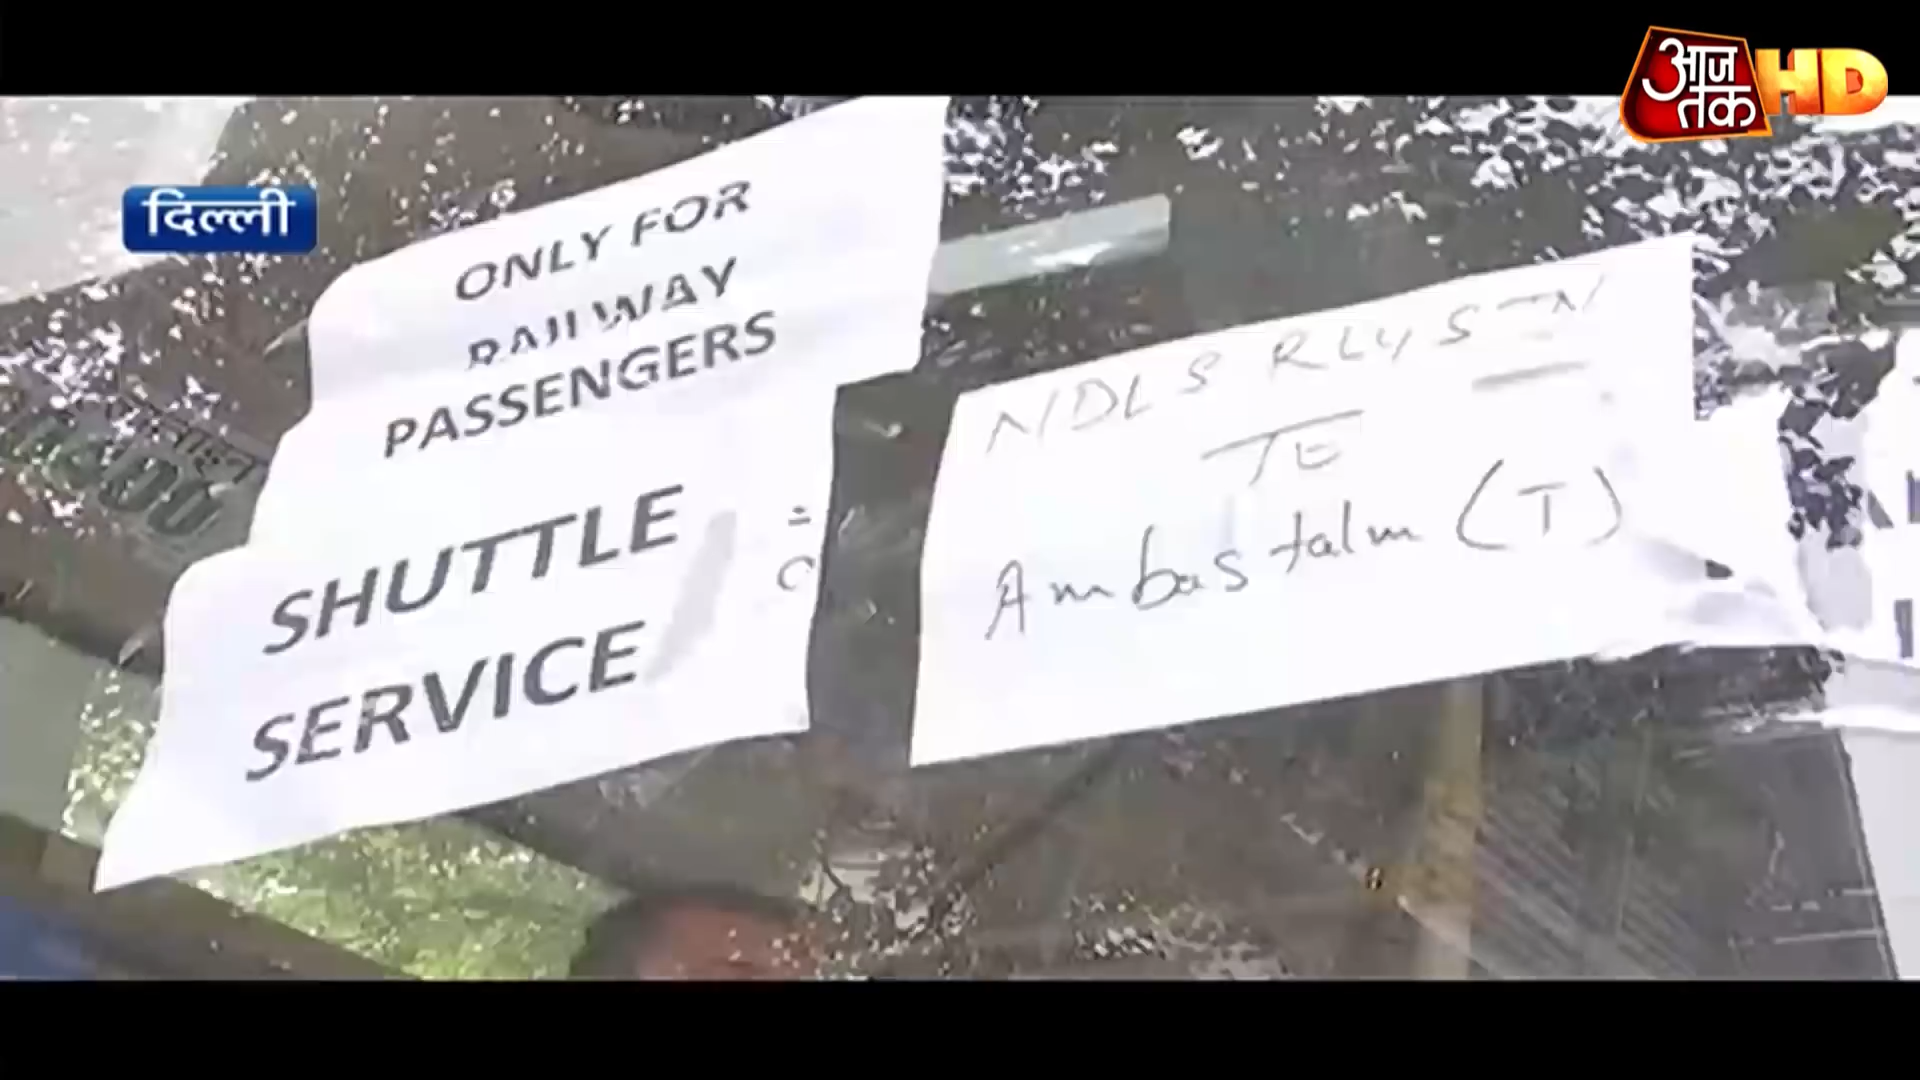 आज
तक HD
दिल्ली
ONLY FOR
RAILWAY
PASSENGERS
SHUTTLE
SERVICE
NDLS RLY STN
TO
Ambastalm (T)